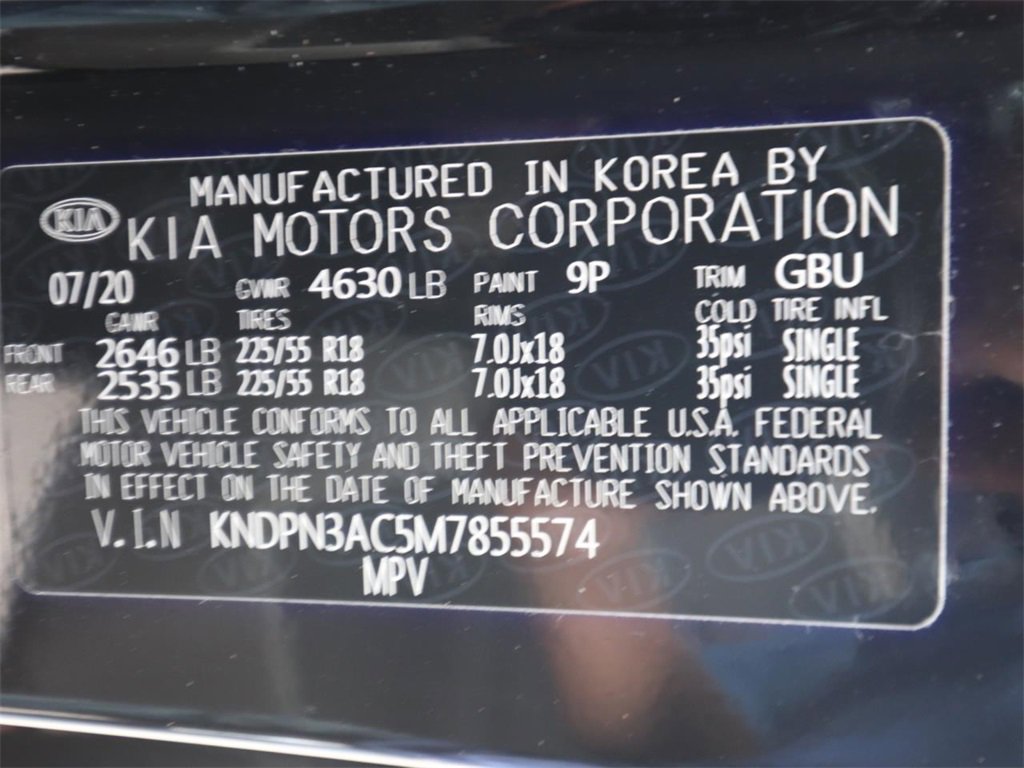 MANUFACTURED IN KOREA BY
KIA KIA MOTORS CORPORATION
07/20 GVWR 4630 LB PAINT 9P TRIM GBU
GAWR TIRES RIMS COLD TIRE INFL
FRONT 2646 LB 225/55 R18 7.0Jx18 35psi SINGLE
REAR 2535 LB 225/55 R18 7.0Jx18 35psi SINGLE
THIS VEHICLE CONFORMS TO ALL APPLICABLE U.S.A. FEDERAL
MOTOR VEHICLE SAFETY AND THEFT PREVENTION STANDARDS
IN EFFECT ON THE DATE OF MANUFACTURE SHOWN ABOVE.
V.I.N KNDPN3AC5M7855574
MPV